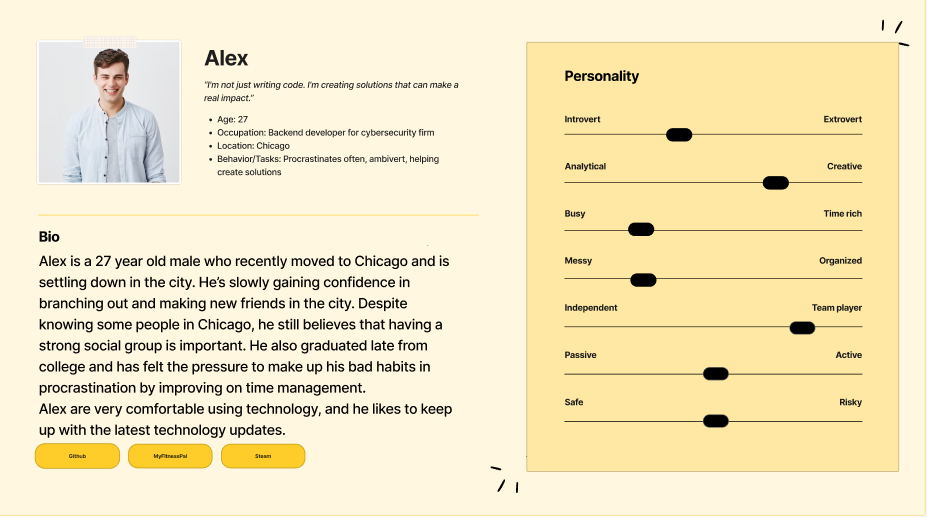 Alex
"I'm not just writing code. I'm creating solutions that can make a
real impact."
• Age: 27
• Occupation: Backend developer for cybersecurity firm
• Location: Chicago
• Behavior/Tasks: Procrastinates often, ambivert, helping
create solutions
Bio
Alex is a 27 year old male who recently moved to Chicago and is
settling down in the city. He's slowly gaining confidence in
branching out and making new friends in the city. Despite
knowing some people in Chicago, he still believes that having a
strong social group is important. He also graduated late from
college and has felt the pressure to make up his bad habits in
procrastination by improving on time management.
Alex are very comfortable using technology, and he likes to keep
up with the latest technology updates.
Github MyFitnessPal Steam
Personality
Introvert Extrovert
Analytical Creative
Busy Time rich
Messy Organized
Independent Team player
Passive Active
Safe Risky